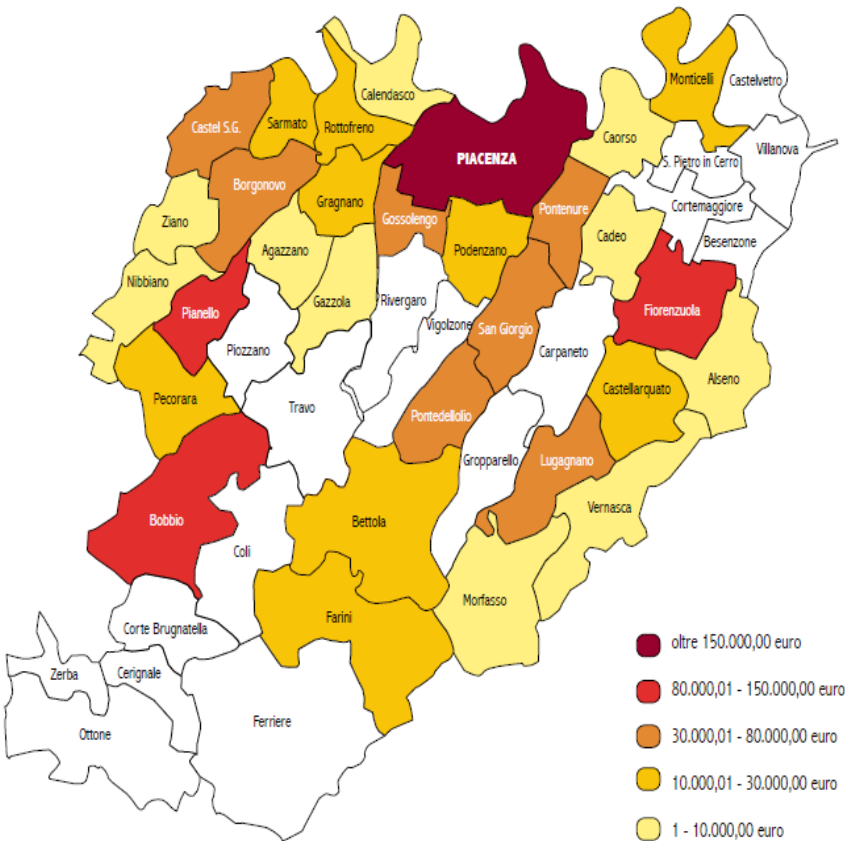 Monticelli
Castelvetro
Calendasco
Castel S.G.
Sarmato
Rottofreno
Caorso
Villanova
PIACENZA
S. Pietro in Cerro
Borgonovo
Gragnano
Cortemaggiore
Ziano
Gossolengo
Pontenure
Cadeo
Besenzone
Agazzano
Podenzano
Nibbiano
Gazzola
Rivergaro
Pianello
Fiorenzuola
Vigolzone
San Giorgio
Piozzano
Carpaneto
Alseno
Pecorara
Travo
Castellarquato
Pontedellolio
Gropparello
Lugagnano
Vernasca
Bobbio
Bettola
Coli
Morfasso
Farini
Corte Brugnatella
Zerba
Cerignale
Ottone
Ferriere
oltre 150.000,00 euro
80.000,01 - 150.000,00 euro
30.000,01 - 80.000,00 euro
10.000,01 - 30.000,00 euro
1 - 10.000,00 euro